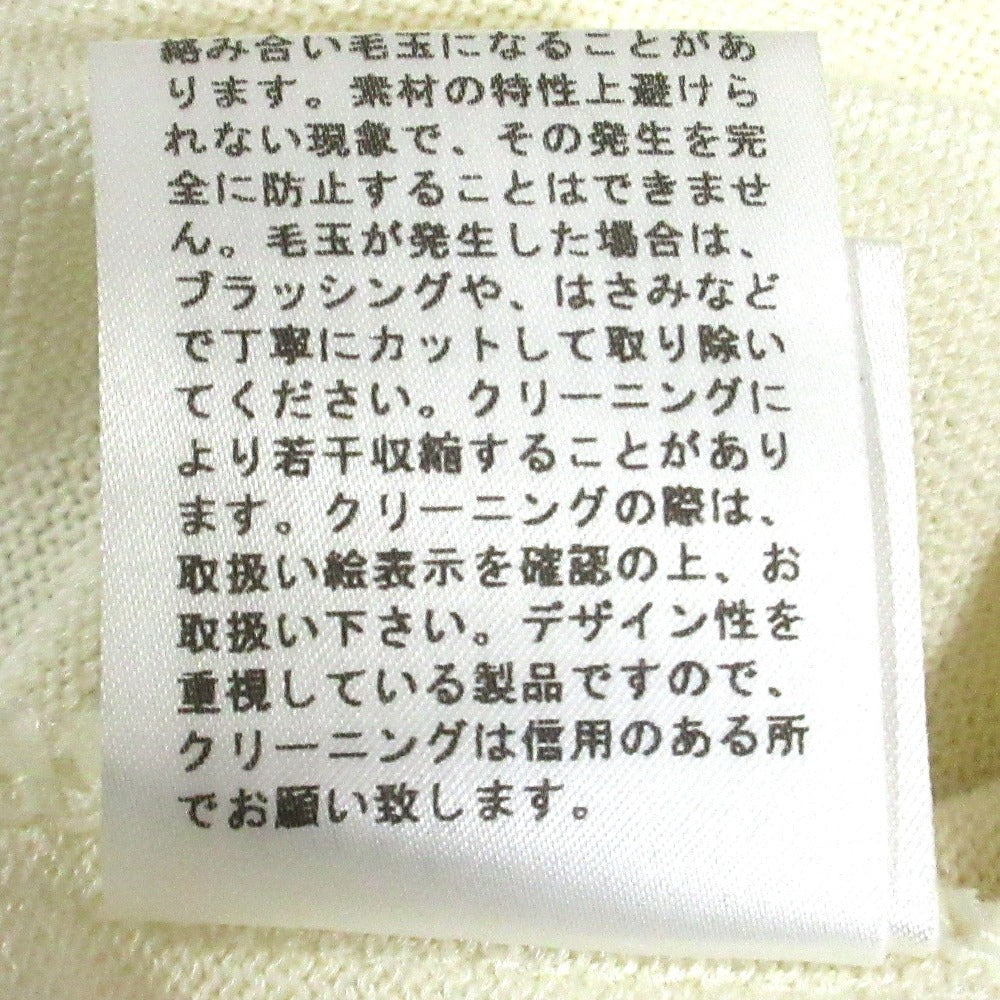 絡み合い毛玉になることがあ
ります。素材の特性上避けら
れない現象で、その発生を完
全に防止することはできませ
ん。毛玉が発生した場合は、
ブラッシングや、はさみなど
で丁寧にカットして取り除い
てください。クリーニングに
より若干収縮することがあり
ます。クリーニングの際は、
取扱い絵表示を確認の上、お
取扱い下さい。デザイン性を
重視している製品ですので、
クリーニングは信用のある所
でお願い致します。